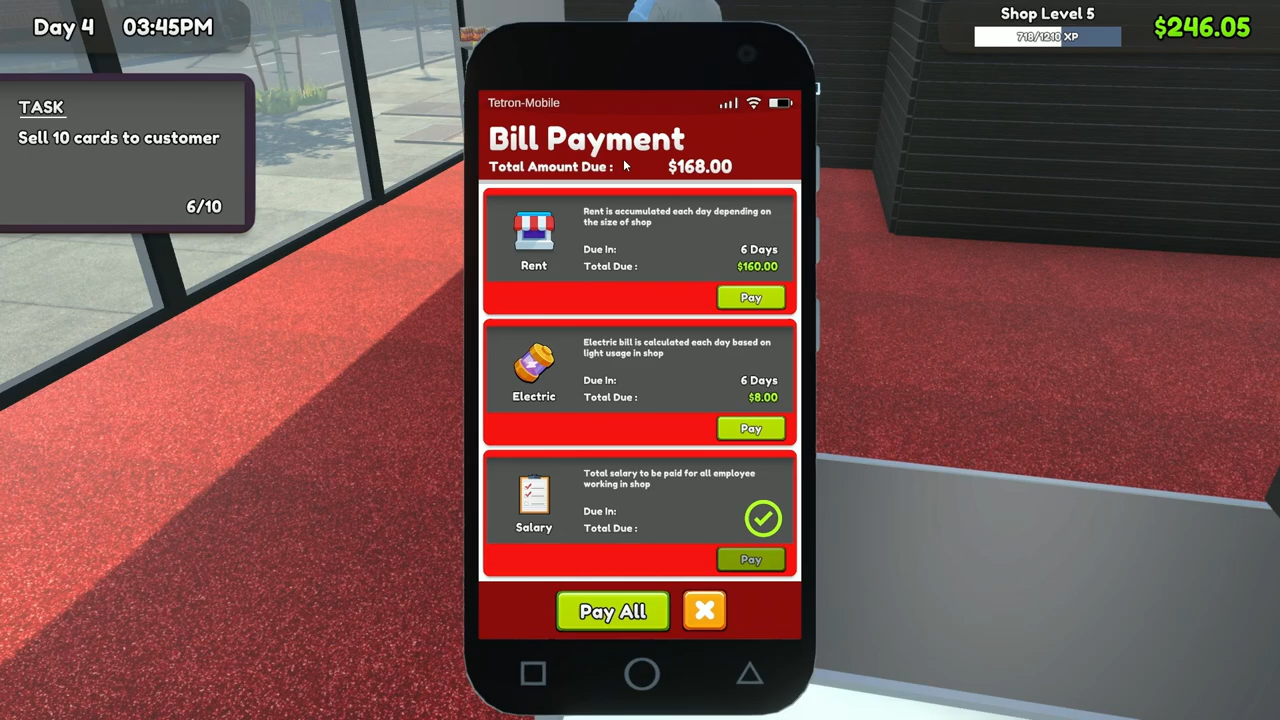 Day 4 03:45PM
Shop Level 5
718/1210 XP
$246.05
TASK
Sell 10 cards to customer
6/10
Tetron-Mobile
Bill Payment
Total Amount Due : $168.00
Rent is accumulated each day depending on
the size of shop
Due In: 6 Days
Total Due : $160.00
Rent
Pay
Electric bill is calculated each day based on
light usage in shop
Due In: 6 Days
Total Due : $8.00
Electric
Pay
Total salary to be paid for all employee
working in shop
Due In:
Total Due :
Salary
Pay
Pay All